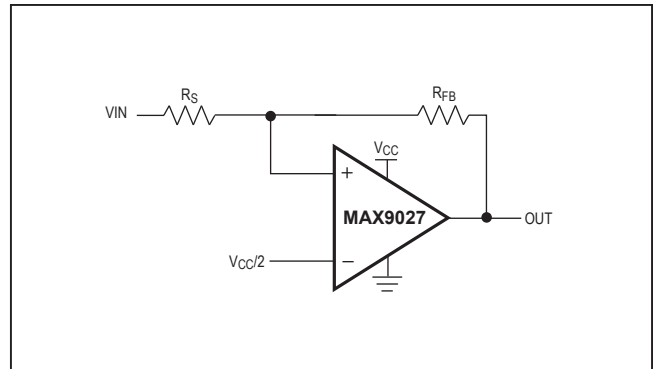 RS
RFB
VIN
VCC
+
MAX9027
OUT
VCC/2
−